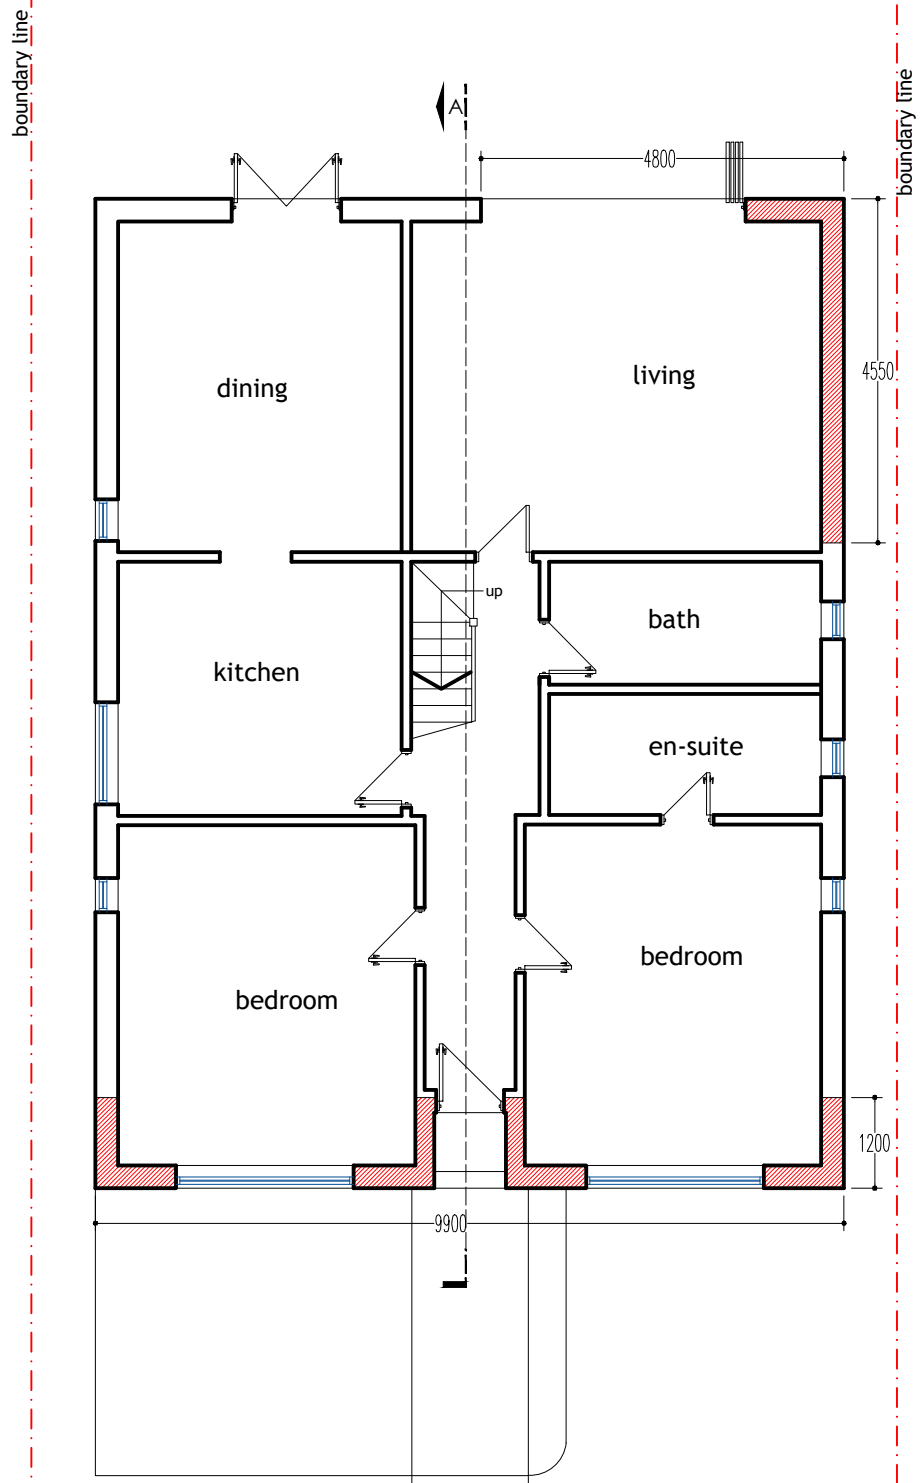 boundary line
boundary line
A
4800
4550
dining
living
up
bath
kitchen
en-suite
bedroom
bedroom
1200
9900